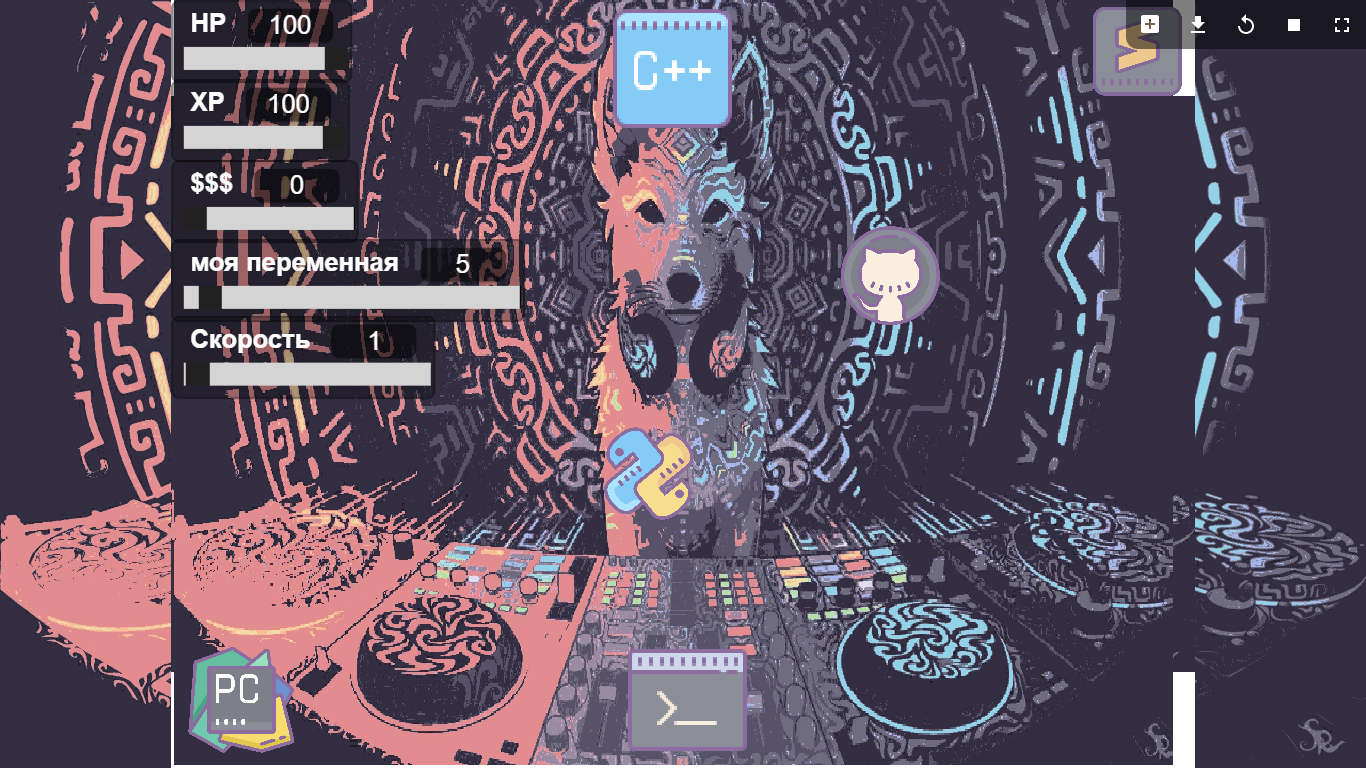 HP 100
C++
XP 100
$$$ 0
моя переменная 5
Скорость 1
PC
>_